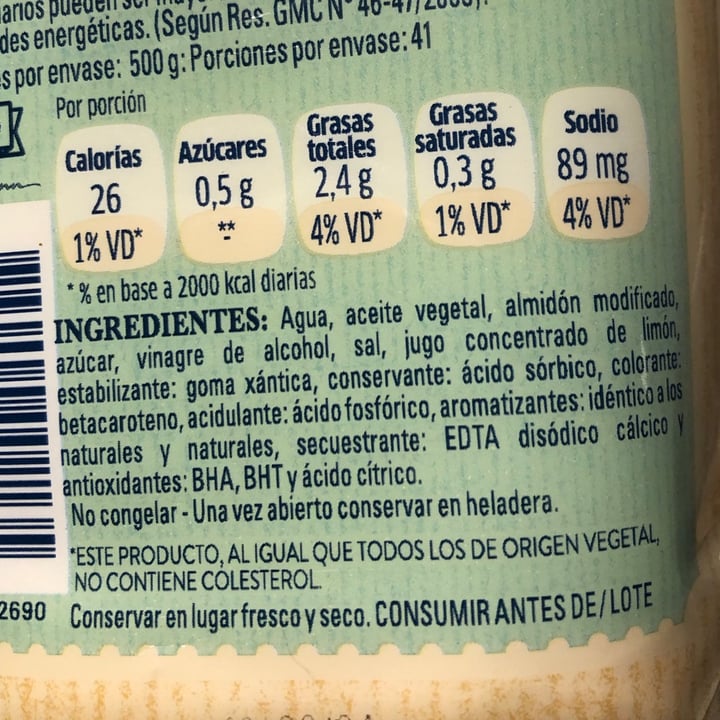 des energéticas. (Según Res. GMC N° 46-47/2003).
s por envase: 500 g: Porciones por envase: 41
Por porción
Calorías
26
1% VD*
Azúcares
0,5 g
**
Grasas
totales
2,4 g
4% VD*
Grasas
saturadas
0,3 g
1% VD*
Sodio
89 mg
4% VD*
* % en base a 2000 kcal diarias
INGREDIENTES: Agua, aceite vegetal, almidón modificado,
azúcar, vinagre de alcohol, sal, jugo concentrado de limón,
estabilizante: goma xántica, conservante: ácido sórbico, colorante:
betacaroteno, acidulante: ácido fosfórico, aromatizantes: idéntico a los
naturales y naturales, secuestrante: EDTA disódico cálcico y
antioxidantes: BHA, BHT y ácido cítrico.
No congelar - Una vez abierto conservar en heladera.
*ESTE PRODUCTO, AL IGUAL QUE TODOS LOS DE ORIGEN VEGETAL,
NO CONTIENE COLESTEROL.
2690
Conservar en lugar fresco y seco. CONSUMIR ANTES DE/LOTE